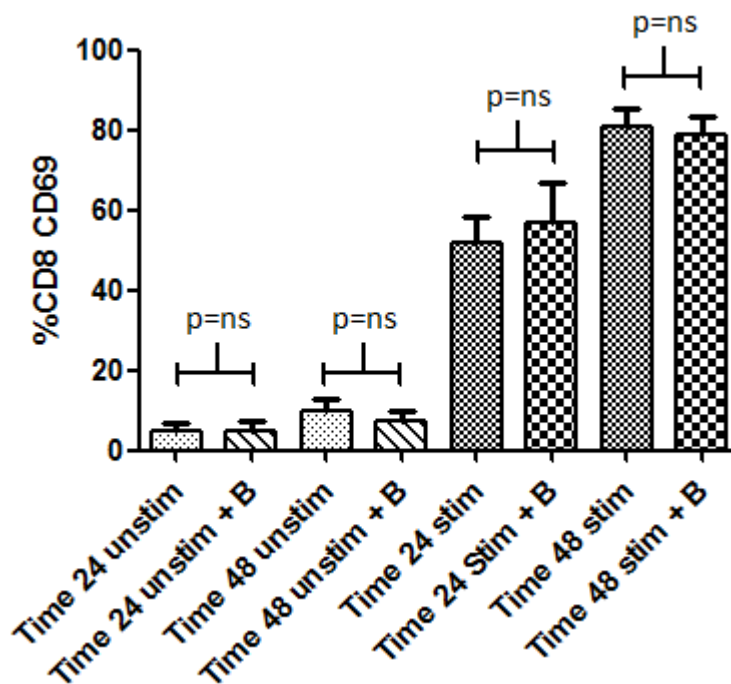 p=ns
100
p=ns
80
60
%CD8 CD69
40
p=ns
p=ns
20
0
Time 24 unstim
Time 24 unstim + B
Time 48 unstim
Time 48 unstim + B
Time 24 stim
Time 24 Stim + B
Time 48 stim
Time 48 stim + B